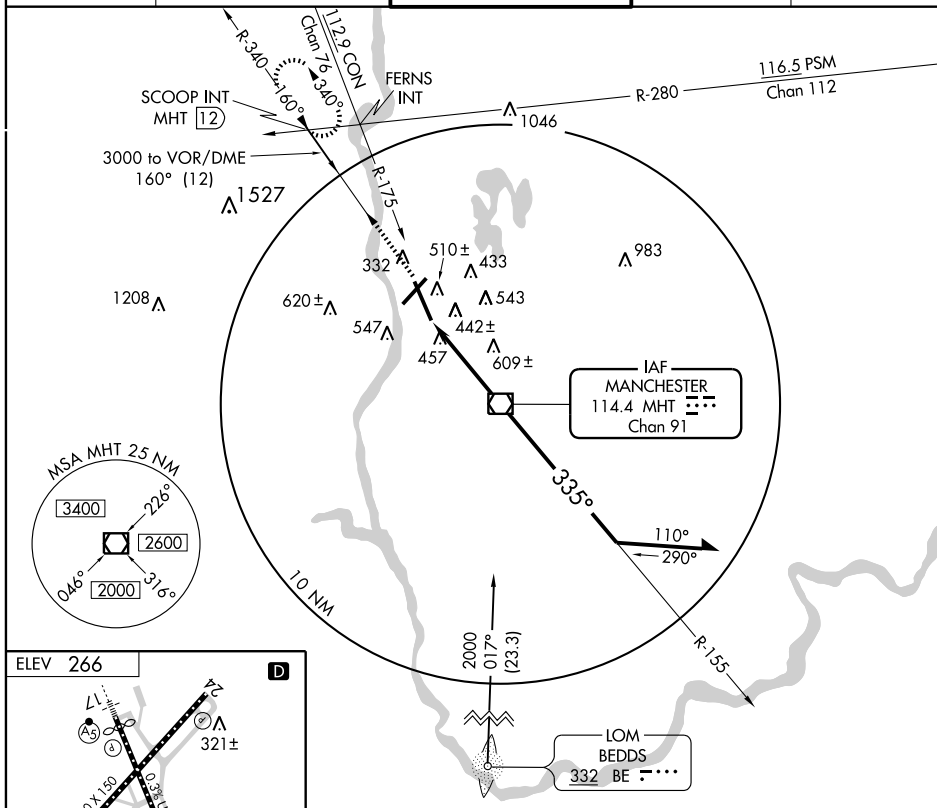 R-340
160°
340°
112.9 CON
Chan 76
FERNS
INT
SCOOP INT
MHT 12
116.5 PSM
Chan 112
R-280
1046
3000 to VOR/DME
160° (12)
R-175
1527
332
510±
433
983
1208
620±
543
547
442±
457
609±
IAF
MANCHESTER
114.4 MHT
Chan 91
335°
MSA MHT 25 NM
3400
226°
2600
046°
2000
316°
110°
290°
10 NM
2000
017°
(23.3)
R-155
ELEV 266
D
17
24
A5
P
P
321±
X 150
0.3%
LOM
BEDDS
332 BE